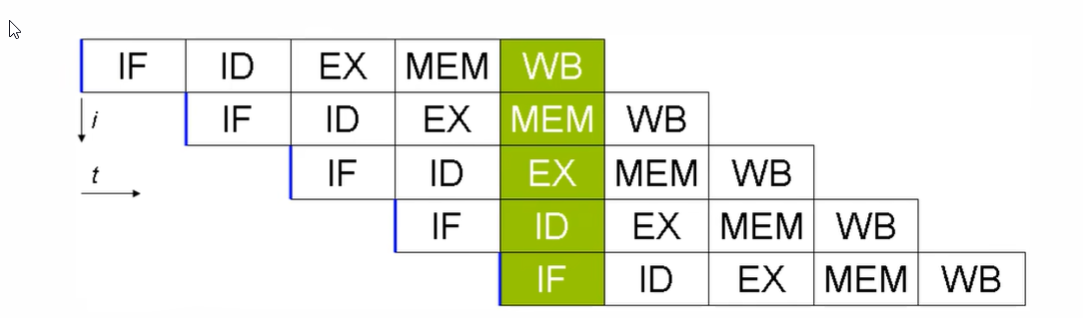 IF ID EX MEM WB
i IF ID EX MEM WB
t IF ID EX MEM WB
IF ID EX MEM WB
IF ID EX MEM WB